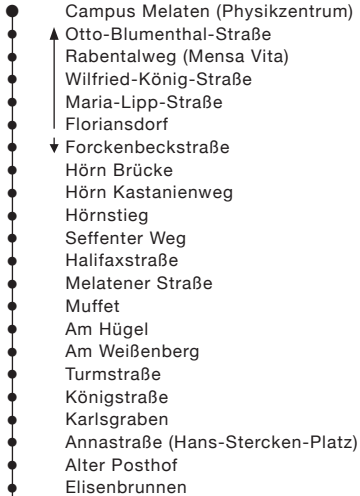 Campus Melaten (Physikzentrum)
Otto-Blumenthal-Straße
Rabentalweg (Mensa Vita)
Wilfried-König-Straße
Maria-Lipp-Straße
Floriansdorf
Forckenbeckstraße
Hörn Brücke
Hörn Kastanienweg
Hörnstieg
Seffenter Weg
Halifaxstraße
Melatener Straße
Muffet
Am Hügel
Am Weißenberg
Turmstraße
Königstraße
Karlsgraben
Annastraße (Hans-Stercken-Platz)
Alter Posthof
Elisenbrunnen